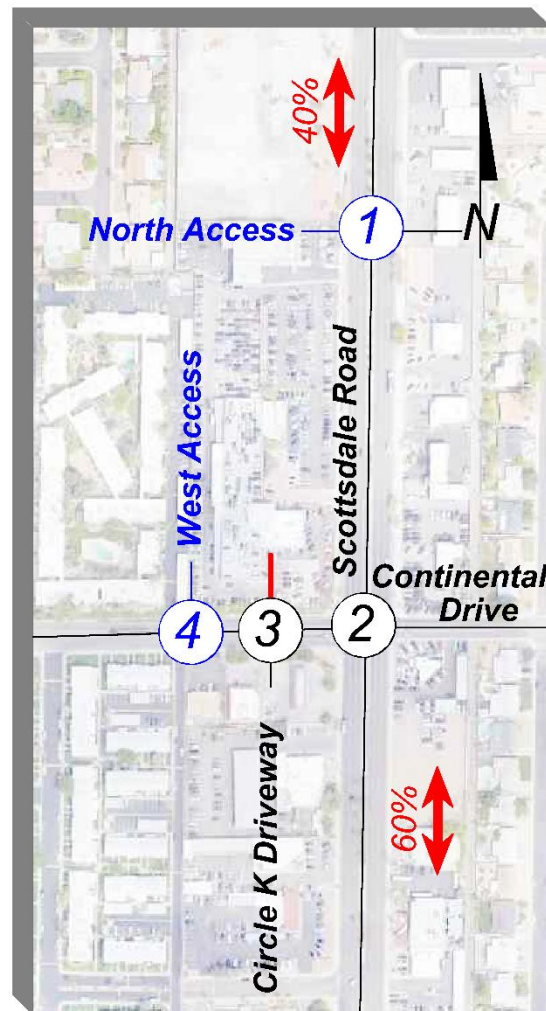 40%
North Access
1
N
West Access
Scottsdale Road
Continental
Drive
4
3
2
Circle K Driveway
60%